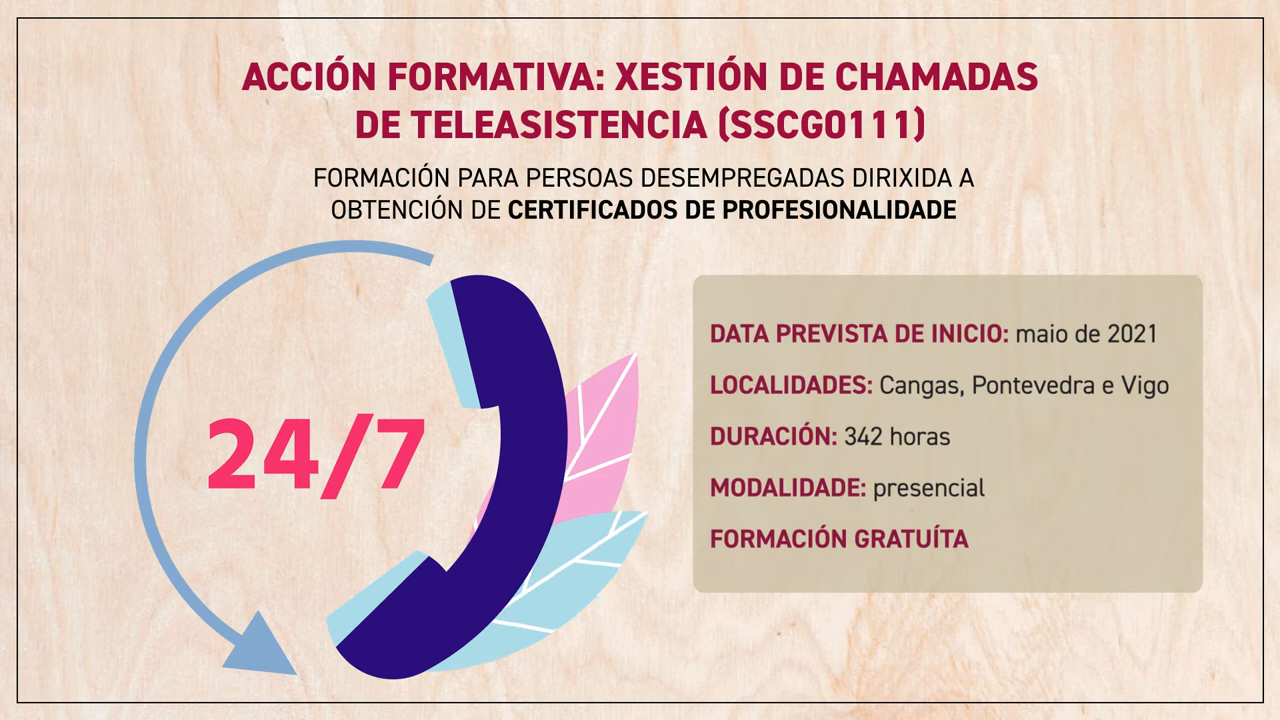 ACCIÓN FORMATIVA: XESTIÓN DE CHAMADAS
DE TELEASISTENCIA (SSCG0111)
FORMACIÓN PARA PERSOAS DESEMPREGADAS DIRIXIDA A
OBTENCIÓN DE CERTIFICADOS DE PROFESIONALIDADE
24/7
DATA PREVISTA DE INICIO: maio de 2021
LOCALIDADES: Cangas, Pontevedra e Vigo
DURACIÓN: 342 horas
MODALIDADE: presencial
FORMACIÓN GRATUÍTA